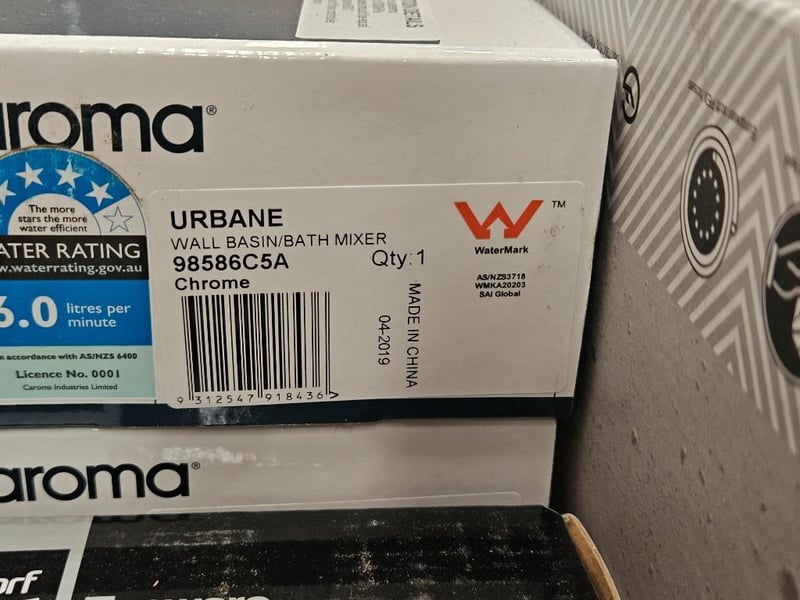 aroma®
The more
stars the more
water efficient
ATER RATING
w.waterrating.gov.au
6.0 litres per
minute
n accordance with AS/NZS 6400
Licence No. 0001
Caroma Industries Limited
URBANE
WALL BASIN/BATH MIXER
98586C5A
Qty:1
Chrome
9 312547 918436 >
MADE IN CHINA
04-2019
TM
WaterMark
AS/NZS3718
WMKA20203
SAI Global
aroma®
orf